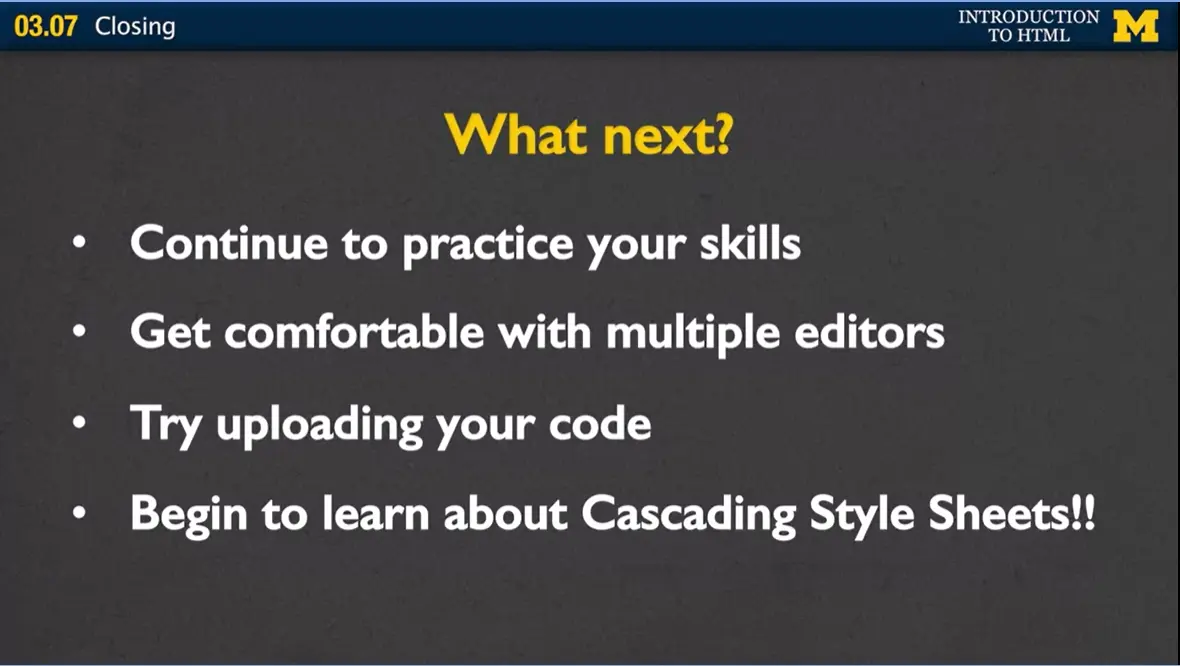 03.07 Closing
INTRODUCTION
TO HTML
M
What next?
• Continue to practice your skills
• Get comfortable with multiple editors
• Try uploading your code
• Begin to learn about Cascading Style Sheets!!